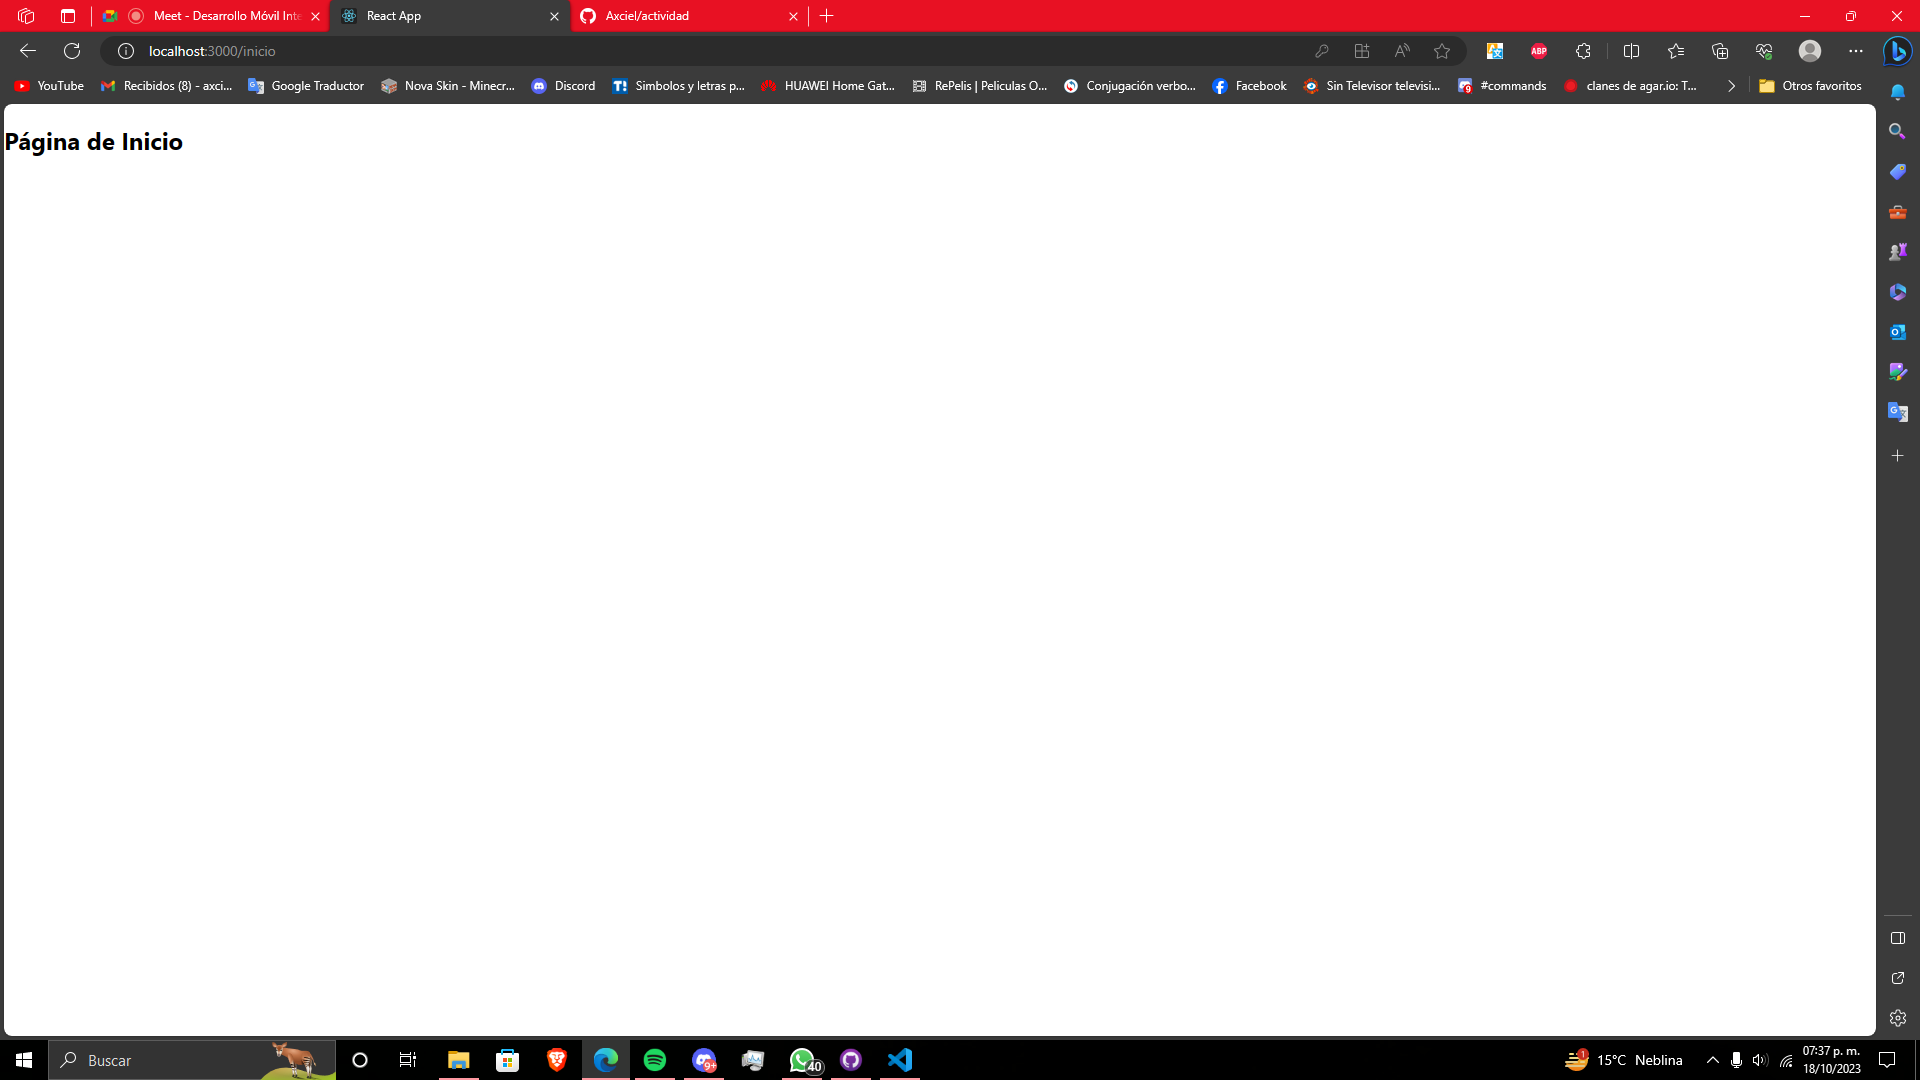 Meet - Desarrollo Móvil Inte
React App
Axciel/actividad
localhost:3000/inicio
ABP
YouTube
Recibidos (8) - axci...
Google Traductor
Nova Skin - Minecr...
Discord
Simbolos y letras p...
HUAWEI Home Gat...
RePelis | Peliculas O...
Conjugación verbo...
Facebook
Sin Televisor televisi...
#commands
clanes de agar.io: T...
Otros favoritos
Página de Inicio
Buscar
9+
40
1
15°C Neblina
07:37 p. m.
18/10/2023